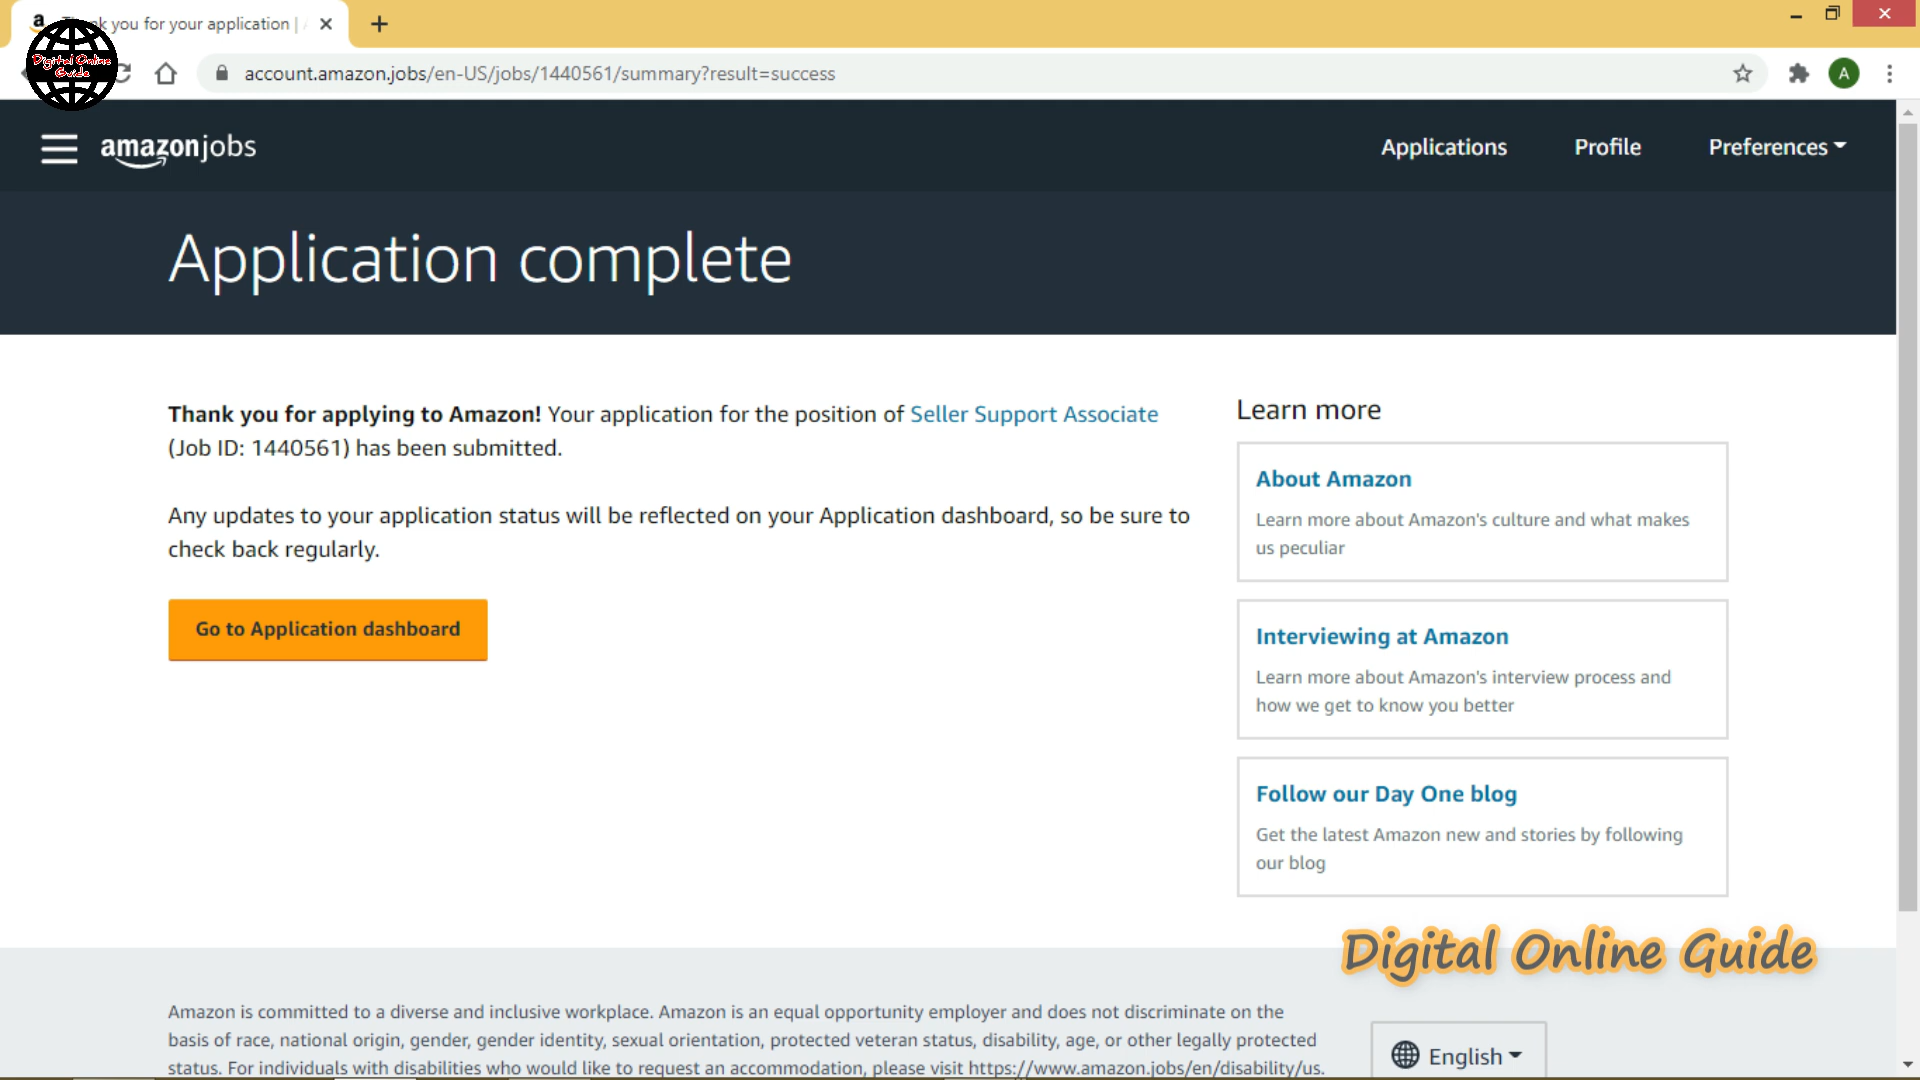 a
k you for your application |
Digital Online
Guide
account.amazon.jobs/en-US/jobs/1440561/summary?result=success
A
amazonjobs
Applications
Profile
Preferences
Application complete
Thank you for applying to Amazon! Your application for the position of Seller Support Associate
(Job ID: 1440561) has been submitted.
Any updates to your application status will be reflected on your Application dashboard, so be sure to
check back regularly.
Go to Application dashboard
Learn more
About Amazon
Learn more about Amazon's culture and what makes
us peculiar
Interviewing at Amazon
Learn more about Amazon's interview process and
how we get to know you better
Follow our Day One blog
Get the latest Amazon new and stories by following
our blog
Digital Online Guide
Amazon is committed to a diverse and inclusive workplace. Amazon is an equal opportunity employer and does not discriminate on the
basis of race, national origin, gender, gender identity, sexual orientation, protected veteran status, disability, age, or other legally protected
status. For individuals with disabilities who would like to request an accommodation, please visit https://www.amazon.jobs/en/disability/us.
English